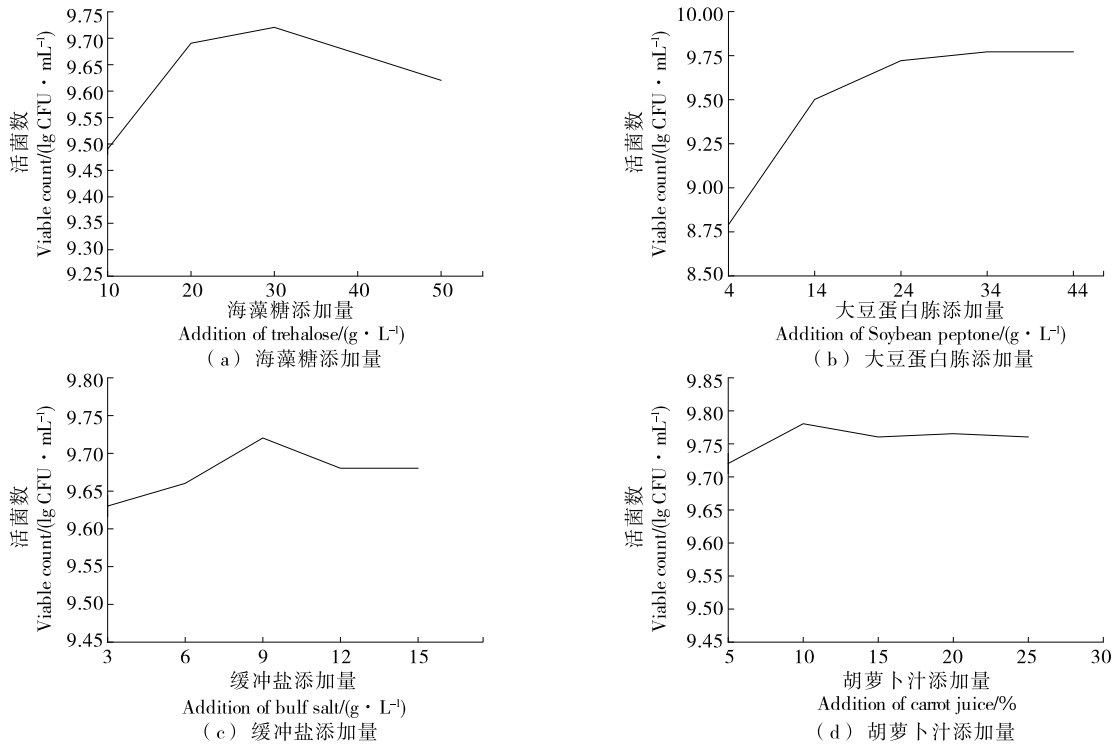 9.75
9.70
9.65
9.60
9.55
9.50
9.45
9.40
9.35
9.30
9.25
活菌数
Viable count/(lg CFU·mL⁻¹)
10 20 30 40 50
海藻糖添加量
Addition of trehalose/(g·L⁻¹)
（a）海藻糖添加量
10.00
9.75
9.50
9.25
9.00
8.75
8.50
活菌数
Viable count/(lg CFU·mL⁻¹)
4 14 24 34 44
大豆蛋白胨添加量
Addition of Soybean peptone/(g·L⁻¹)
（b）大豆蛋白胨添加量
9.80
9.75
9.70
9.65
9.60
9.55
9.50
9.45
活菌数
Viable count/(lg CFU·mL⁻¹)
3 6 9 12 15
缓冲盐添加量
Addition of bulf salt/(g·L⁻¹)
（c）缓冲盐添加量
9.85
9.80
9.75
9.70
9.65
9.60
9.55
9.50
9.45
活菌数
Viable count/(lg CFU·mL⁻¹)
5 10 15 20 25 30
胡萝卜汁添加量
Addition of carrot juice/%
（d）胡萝卜汁添加量